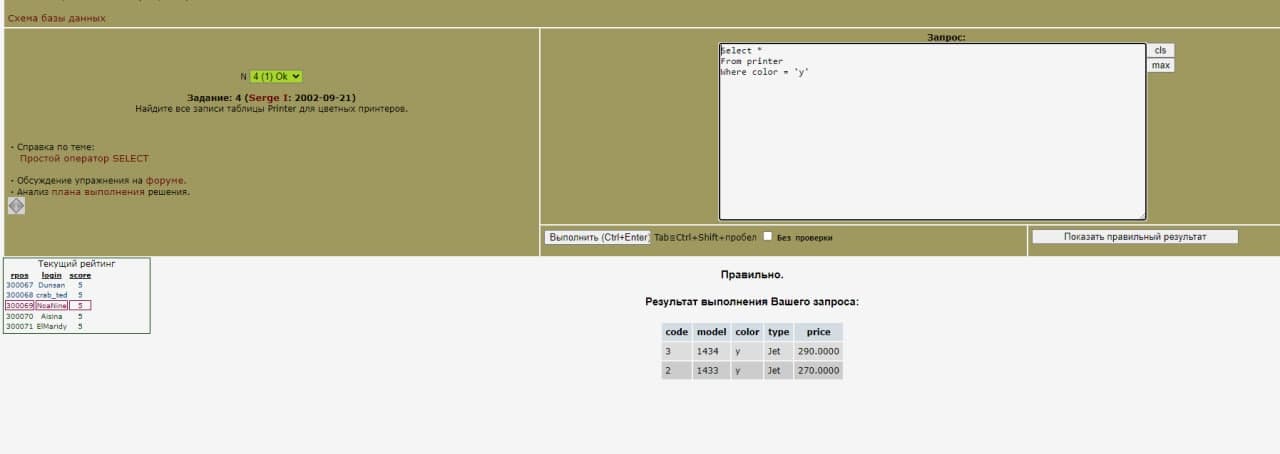 Схема базы данных
N 4 (1) Ok
Задание: 4 (Serge I: 2002-09-21)
Найдите все записи таблицы Printer для цветных принтеров.
- Справка по теме:
Простой оператор SELECT
- Обсуждение упражнения на форуме.
- Анализ плана выполнения решения.
Запрос:
Select *
From printer
Where color = 'y'
cls
max
Выполнить (Ctrl+Enter) Tab≡Ctrl+Shift+пробел Без проверки
Показать правильный результат
Текущий рейтинг
rpos login score
300067 Dunsan 5
300068 crab_ted 5
300069 NoaNine 5
300070 Aisina 5
300071 ElMaridy 5
Правильно.
Результат выполнения Вашего запроса:
code model color type price
3 1434 y Jet 290.0000
2 1433 y Jet 270.0000